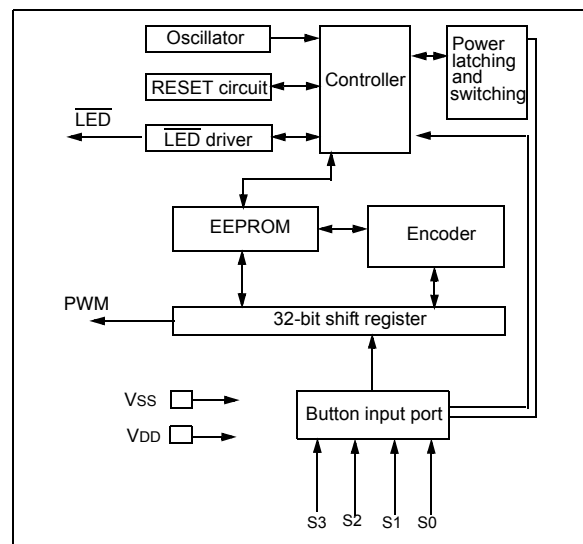 Oscillator
RESET circuit
LED
LED driver
Controller
Power
latching
and
switching
EEPROM
Encoder
PWM
32-bit shift register
VSS
VDD
Button input port
S3 S2 S1 S0